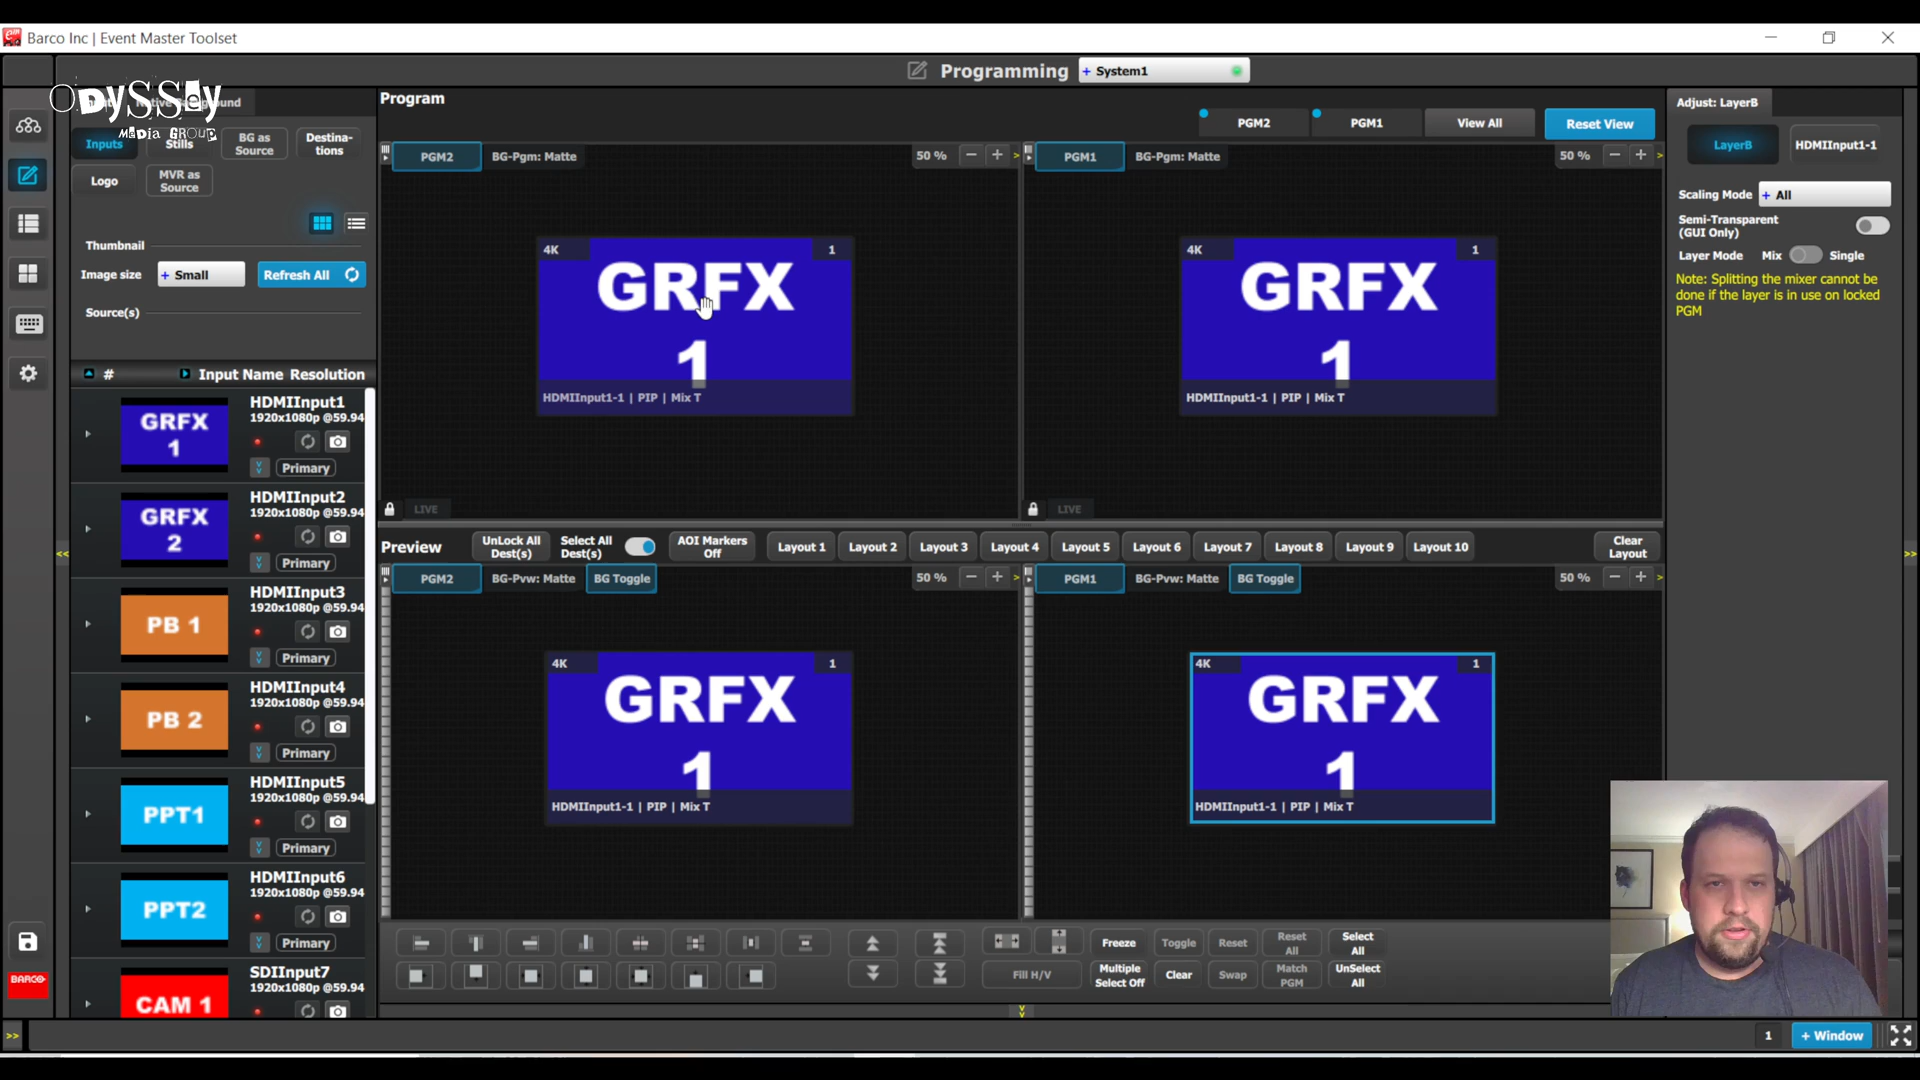 Barco Inc | Event Master Toolset
Programming
+ System1
ODySSEy
Media GROUp
Inputs
Stills
BG as
Source
Destina-
tions
Logo
MVR as
Source
Thumbnail
Image size
+ Small
Refresh All
Source(s)
#
Input Name
Resolution
GRFX
1
HDMIInput1
1920x1080p @59.94
Primary
GRFX
2
HDMIInput2
1920x1080p @59.94
Primary
PB 1
HDMIInput3
1920x1080p @59.94
Primary
PB 2
HDMIInput4
1920x1080p @59.94
Primary
PPT1
HDMIInput5
1920x1080p @59.94
Primary
PPT2
HDMIInput6
1920x1080p @59.94
Primary
CAM 1
SDIInput7
1920x1080p @59.94
BARCO
Program
PGM2
PGM1
View All
Reset View
PGM2
BG-Pgm: Matte
50 %
4K
1
GRFX
1
HDMIInput1-1 | PIP | Mix T
LIVE
PGM1
BG-Pgm: Matte
50 %
4K
1
GRFX
1
HDMIInput1-1 | PIP | Mix T
LIVE
Preview
UnLock All
Dest(s)
Select All
Dest(s)
AOI Markers
Off
Layout 1
Layout 2
Layout 3
Layout 4
Layout 5
Layout 6
Layout 7
Layout 8
Layout 9
Layout 10
Clear
Layout
PGM2
BG-Pvw: Matte
BG Toggle
50 %
4K
1
GRFX
1
HDMIInput1-1 | PIP | Mix T
PGM1
BG-Pvw: Matte
BG Toggle
50 %
4K
1
GRFX
1
HDMIInput1-1 | PIP | Mix T
Fill H/V
Freeze
Toggle
Reset
Reset
All
Select
All
Multiple
Select Off
Clear
Swap
Match
PGM
UnSelect
All
Adjust: LayerB
LayerB
HDMIInput1-1
Scaling Mode
+ All
Semi-Transparent
(GUI Only)
Layer Mode
Mix
Single
Note: Splitting the mixer cannot be
done if the layer is in use on locked
PGM
1
+ Window